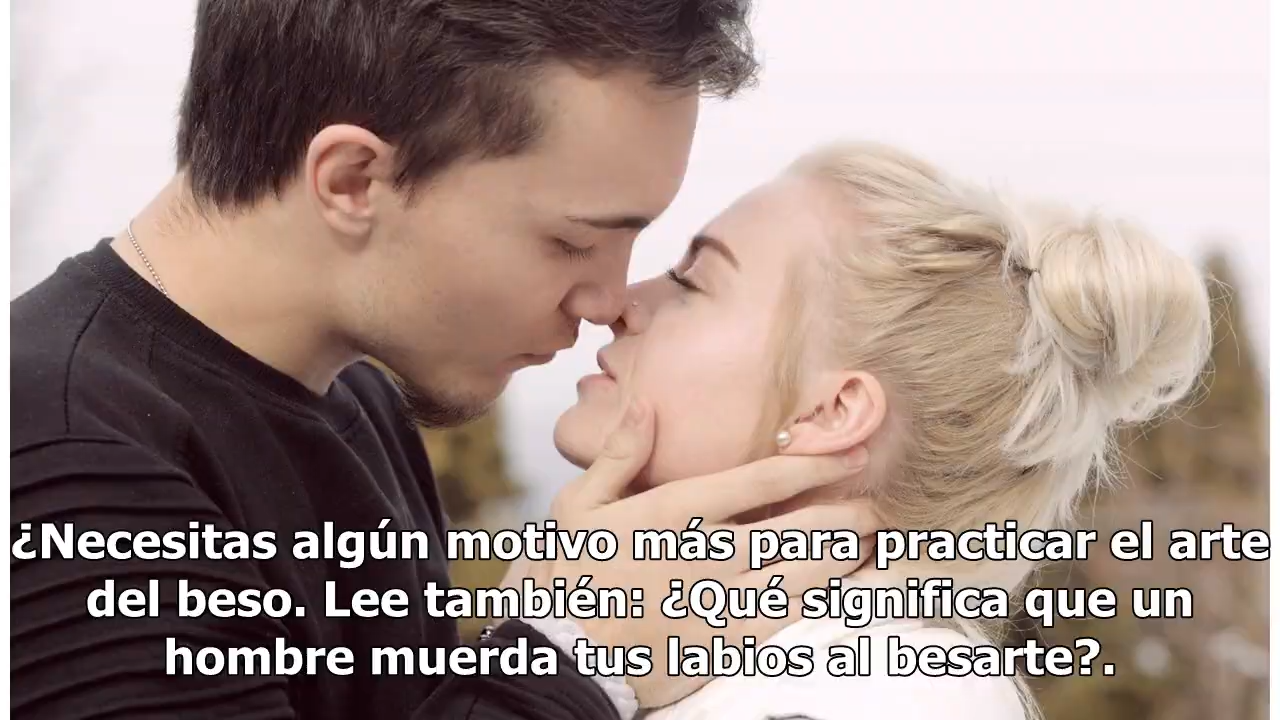 ¿Necesitas algún motivo más para practicar el arte
del beso. Lee también: ¿Qué significa que un
hombre muerda tus labios al besarte?.